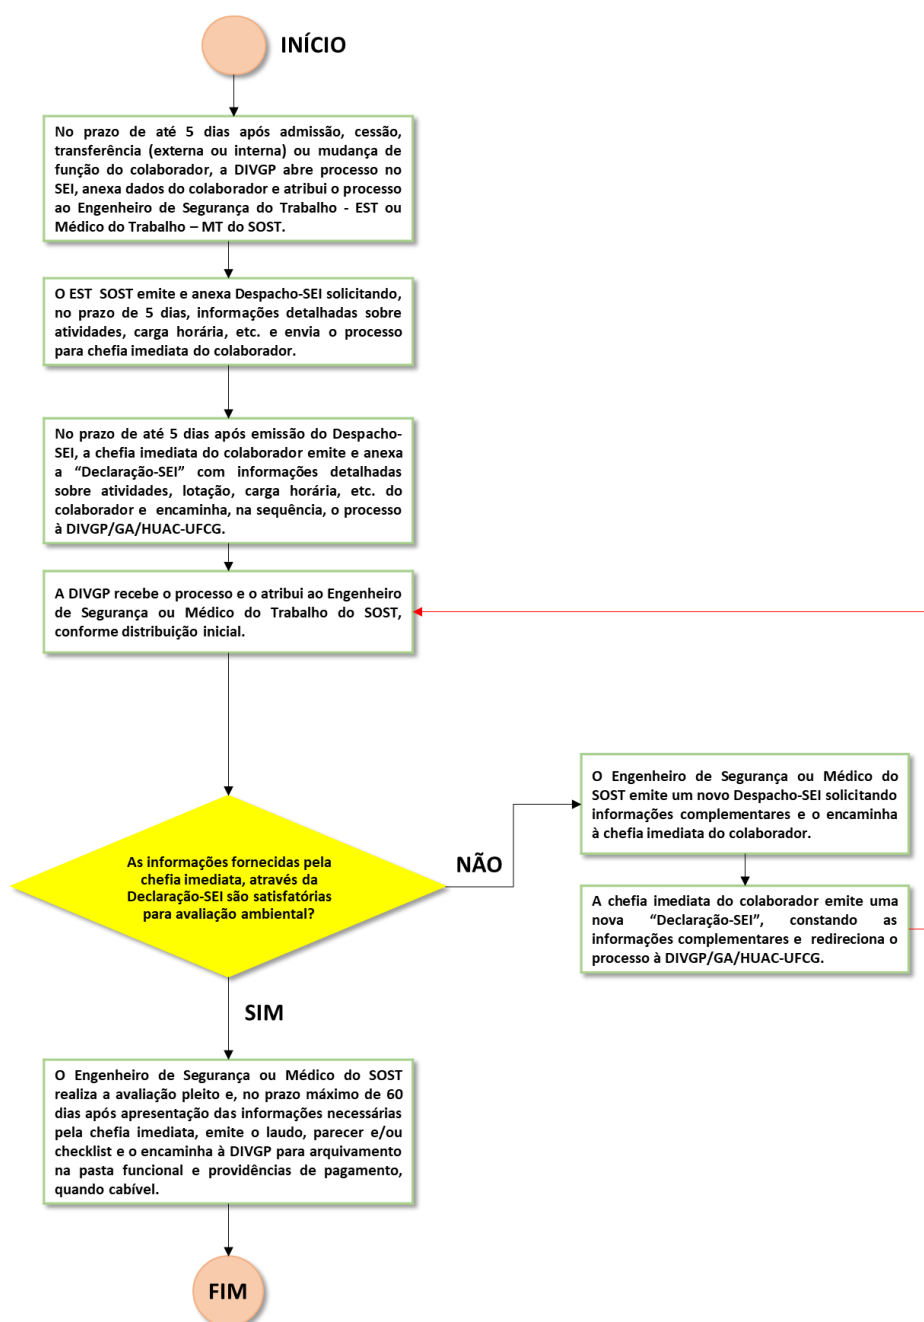 INÍCIO
No prazo de até 5 dias após admissão, cessão,
transferência (externa ou interna) ou mudança de
função do colaborador, a DIVGP abre processo no
SEI, anexa dados do colaborador e atribui o processo
ao Engenheiro de Segurança do Trabalho - EST ou
Médico do Trabalho – MT do SOST.
O EST SOST emite e anexa Despacho-SEI solicitando,
no prazo de 5 dias, informações detalhadas sobre
atividades, carga horária, etc. e envia o processo
para chefia imediata do colaborador.
No prazo de até 5 dias após emissão do Despacho-
SEI, a chefia imediata do colaborador emite e anexa
a “Declaração-SEI” com informações detalhadas
sobre atividades, lotação, carga horária, etc. do
colaborador e encaminha, na sequência, o processo
à DIVGP/GA/HUAC-UFCG.
A DIVGP recebe o processo e o atribui ao Engenheiro
de Segurança ou Médico do Trabalho do SOST,
conforme distribuição inicial.
As informações fornecidas pela
chefia imediata, através da
Declaração-SEI são satisfatórias
para avaliação ambiental?
NÃO
O Engenheiro de Segurança ou Médico do
SOST emite um novo Despacho-SEI solicitando
informações complementares e o encaminha
à chefia imediata do colaborador.
A chefia imediata do colaborador emite uma
nova “Declaração-SEI”, constando as
informações complementares e redireciona o
processo à DIVGP/GA/HUAC-UFCG.
SIM
O Engenheiro de Segurança ou Médico do SOST
realiza a avaliação pleito e, no prazo máximo de 60
dias após apresentação das informações necessárias
pela chefia imediata, emite o laudo, parecer e/ou
checklist e o encaminha à DIVGP para arquivamento
na pasta funcional e providências de pagamento,
quando cabível.
FIM